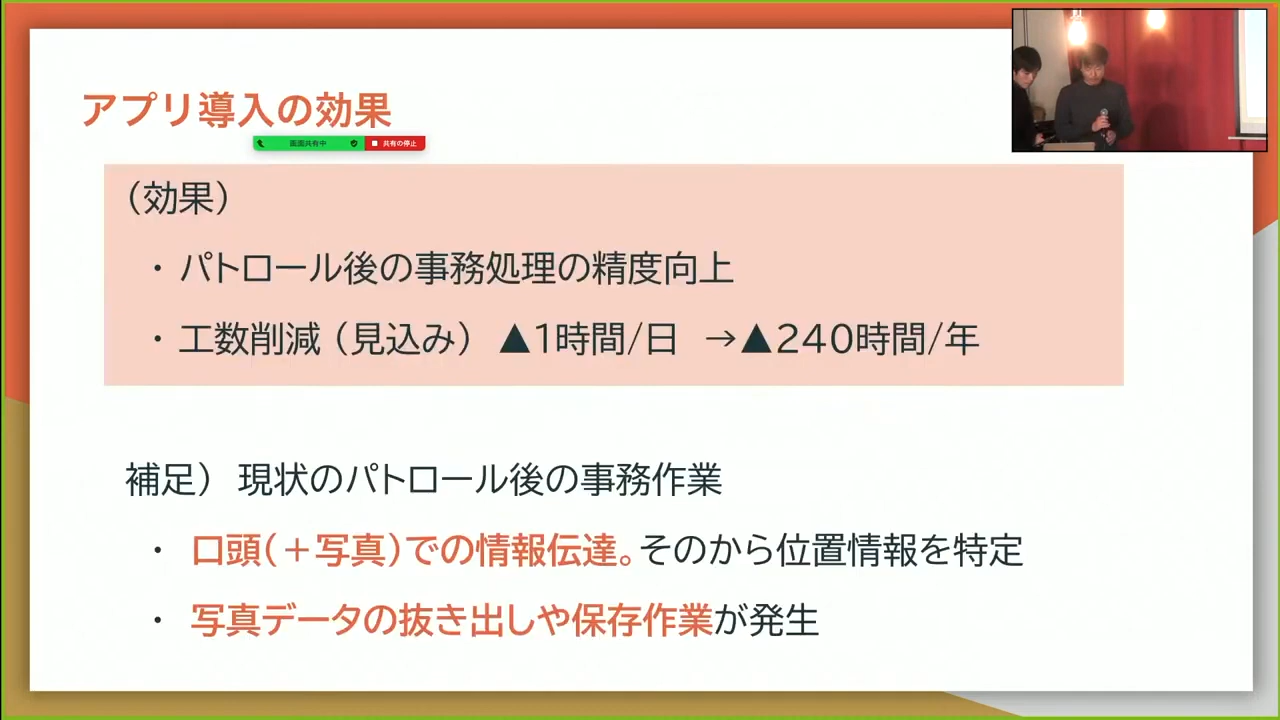 アプリ導入の効果
画面共有中 共有の停止
（効果）
・パトロール後の事務処理の精度向上
・工数削減（見込み） ▲1時間/日 →▲240時間/年
補足） 現状のパトロール後の事務作業
・ 口頭（＋写真）での情報伝達。そのから位置情報を特定
・ 写真データの抜き出しや保存作業が発生